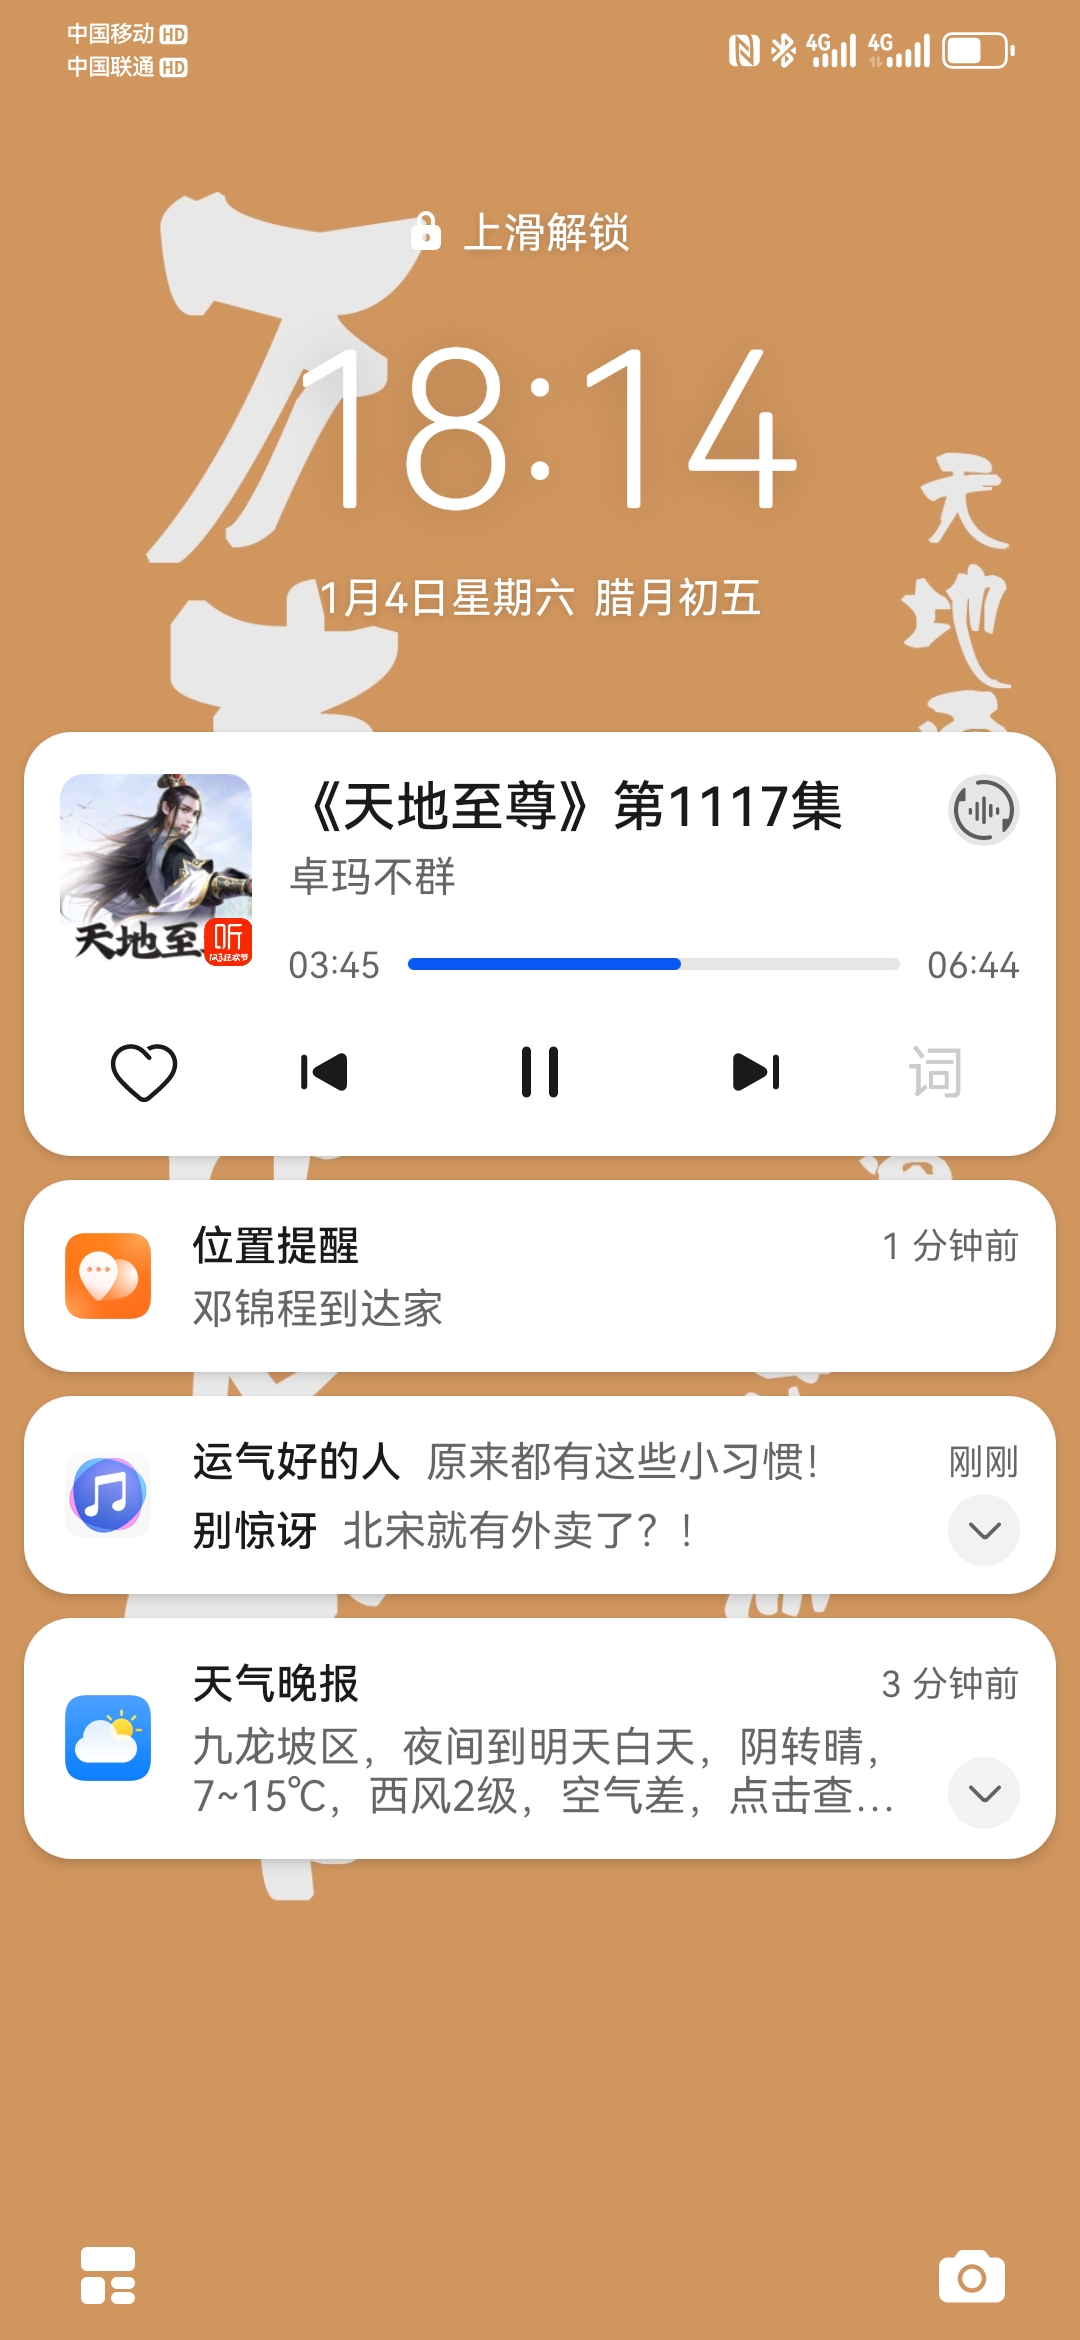 中国移动 HD
中国联通 HD
4G 4G
上滑解锁
18:14
1月4日星期六 腊月初五
万
天
地
《天地至尊》第1117集
卓玛不群
天地至
听
03:45
06:44
词
位置提醒
1 分钟前
邓锦程到达家
运气好的人 原来都有这些小习惯！
刚刚
别惊讶 北宋就有外卖了？！
天气晚报
3 分钟前
九龙坡区，夜间到明天白天，阴转晴，
7~15℃，西风2级，空气差，点击查...